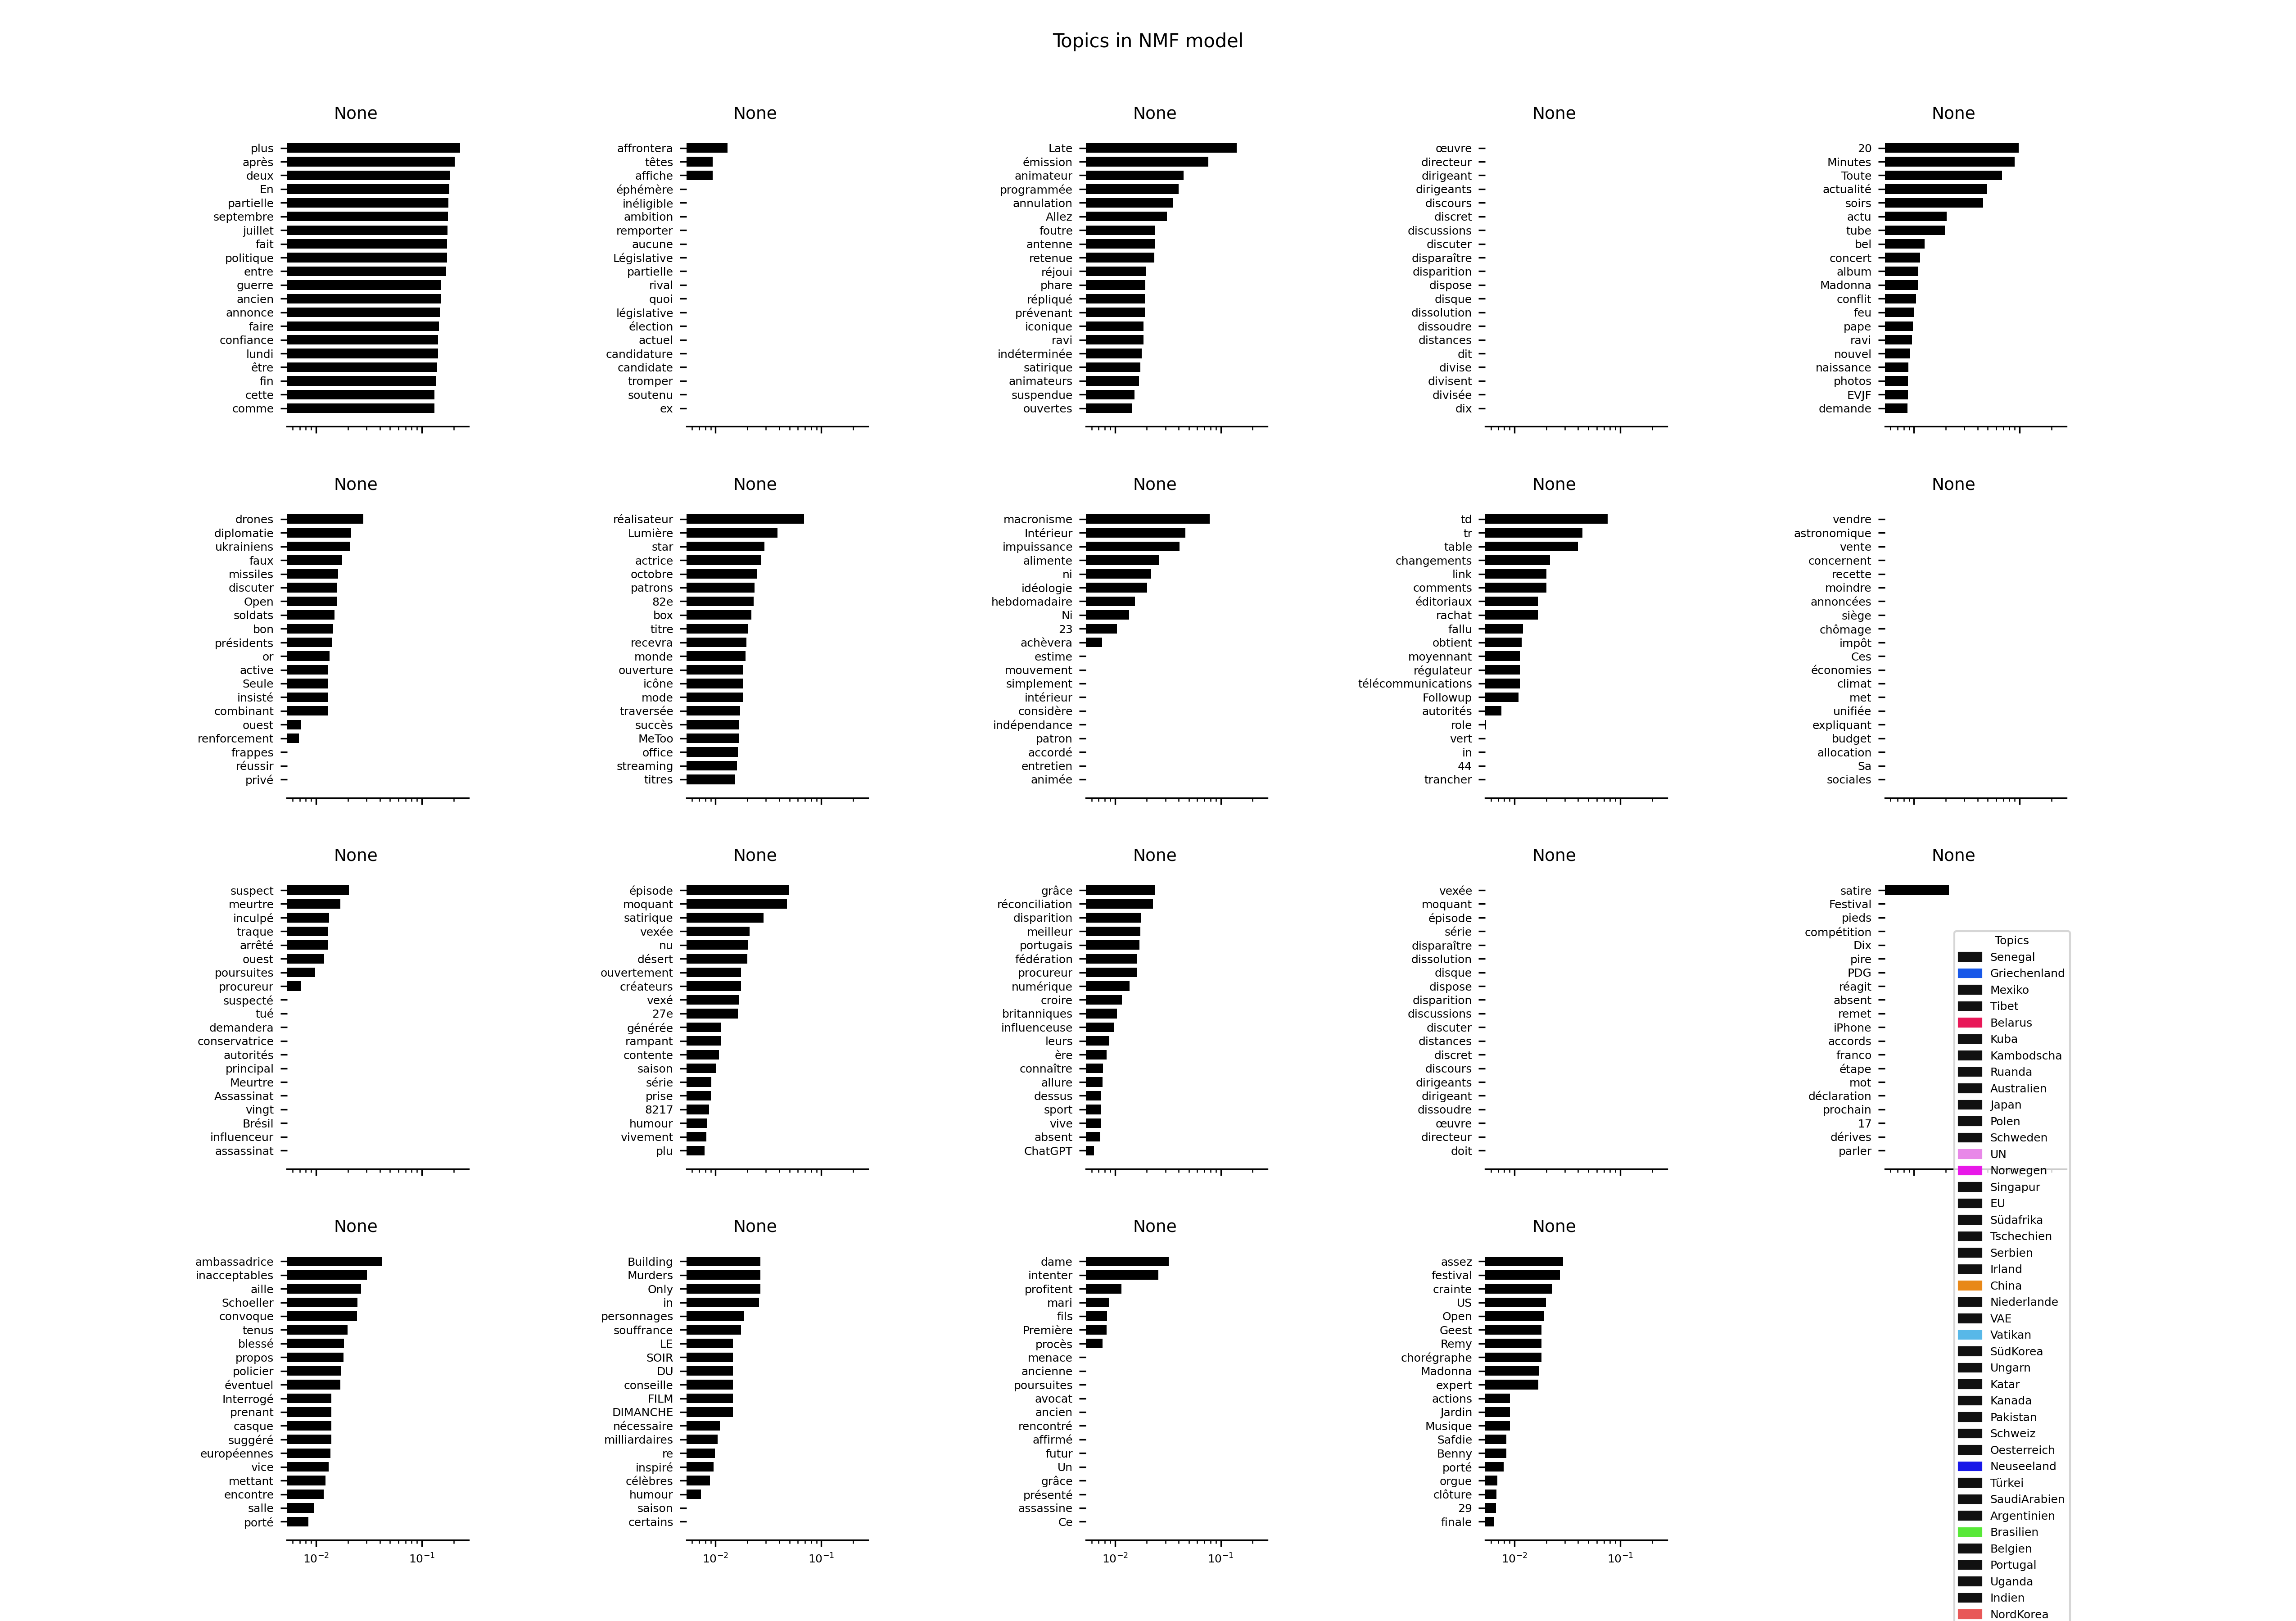 Topics in NMF model
None
plus
après
deux
En
partielle
septembre
juillet
fait
politique
entre
guerre
ancien
annonce
faire
confiance
lundi
être
fin
cette
comme
None
affrontera
têtes
affiche
éphémère
inéligible
ambition
remporter
aucune
Législative
partielle
rival
quoi
législative
élection
actuel
candidature
candidate
tromper
soutenu
ex
None
Late
émission
animateur
programmée
annulation
Allez
foutre
antenne
retenue
réjoui
phare
répliqué
prévenant
iconique
ravi
indéterminée
satirique
animateurs
suspendue
ouvertes
None
œuvre
directeur
dirigeant
dirigeants
discours
discret
discussions
discuter
disparaître
disparition
dispose
disque
dissolution
dissoudre
distances
dit
divise
divisent
divisée
dix
None
20
Minutes
Toute
actualité
soirs
actu
tube
bel
concert
album
Madonna
conflit
feu
pape
ravi
nouvel
naissance
photos
EVJF
demande
None
drones
diplomatie
ukrainiens
faux
missiles
discuter
Open
soldats
bon
présidents
or
active
Seule
insisté
combinant
ouest
renforcement
frappes
réussir
privé
None
réalisateur
Lumière
star
actrice
octobre
patrons
82e
box
titre
recevra
monde
ouverture
icône
mode
traversée
succès
MeToo
office
streaming
titres
None
macronisme
Intérieur
impuissance
alimente
ni
idéologie
hebdomadaire
Ni
23
achèvera
estime
mouvement
simplement
intérieur
considère
indépendance
patron
accordé
entretien
animée
None
td
tr
table
changements
link
comments
éditoriaux
rachat
fallu
obtient
moyennant
régulateur
télécommunications
Followup
autorités
role
vert
in
44
trancher
None
vendre
astronomique
vente
concernent
recette
moindre
annoncées
siège
chômage
impôt
Ces
économies
climat
met
unifiée
expliquant
budget
allocation
Sa
sociales
None
suspect
meurtre
inculpé
traque
arrêté
ouest
poursuites
procureur
suspecté
tué
demandera
conservatrice
autorités
principal
Meurtre
Assassinat
vingt
Brésil
influenceur
assassinat
None
épisode
moquant
satirique
vexée
nu
désert
ouvertement
créateurs
vexé
27e
générée
rampant
contente
saison
série
prise
8217
humour
vivement
plu
None
grâce
réconciliation
disparition
meilleur
portugais
fédération
procureur
numérique
croire
britanniques
influenceuse
leurs
ère
connaître
allure
dessus
sport
vive
absent
ChatGPT
None
vexée
moquant
épisode
série
disparaître
dissolution
disque
dispose
disparition
discussions
discuter
distances
discret
discours
dirigeants
dirigeant
dissoudre
œuvre
directeur
doit
None
satire
Festival
pieds
compétition
Dix
pire
PDG
réagit
absent
remet
iPhone
accords
franco
étape
mot
déclaration
prochain
17
dérives
parler
None
ambassadrice
inacceptables
aille
Schoeller
convoque
tenus
blessé
propos
policier
éventuel
Interrogé
prenant
casque
suggéré
européennes
vice
mettant
encontre
salle
porté
10⁻²
10⁻¹
None
Building
Murders
Only
in
personnages
souffrance
LE
SOIR
DU
conseille
FILM
DIMANCHE
nécessaire
milliardaires
re
inspiré
célèbres
humour
saison
certains
10⁻²
10⁻¹
None
dame
intenter
profitent
mari
fils
Première
procès
menace
ancienne
poursuites
avocat
ancien
rencontré
affirmé
futur
Un
grâce
présenté
assassine
Ce
10⁻²
10⁻¹
None
assez
festival
crainte
US
Open
Geest
Remy
chorégraphe
Madonna
expert
actions
Jardin
Musique
Safdie
Benny
porté
orgue
clôture
29
finale
10⁻²
10⁻¹
Topics
Senegal
Griechenland
Mexiko
Tibet
Belarus
Kuba
Kambodscha
Ruanda
Australien
Japan
Polen
Schweden
UN
Norwegen
Singapur
EU
Südafrika
Tschechien
Serbien
Irland
China
Niederlande
VAE
Vatikan
SüdKorea
Ungarn
Katar
Kanada
Pakistan
Schweiz
Oesterreich
Neuseeland
Türkei
SaudiArabien
Argentinien
Brasilien
Belgien
Portugal
Uganda
Indien
NordKorea